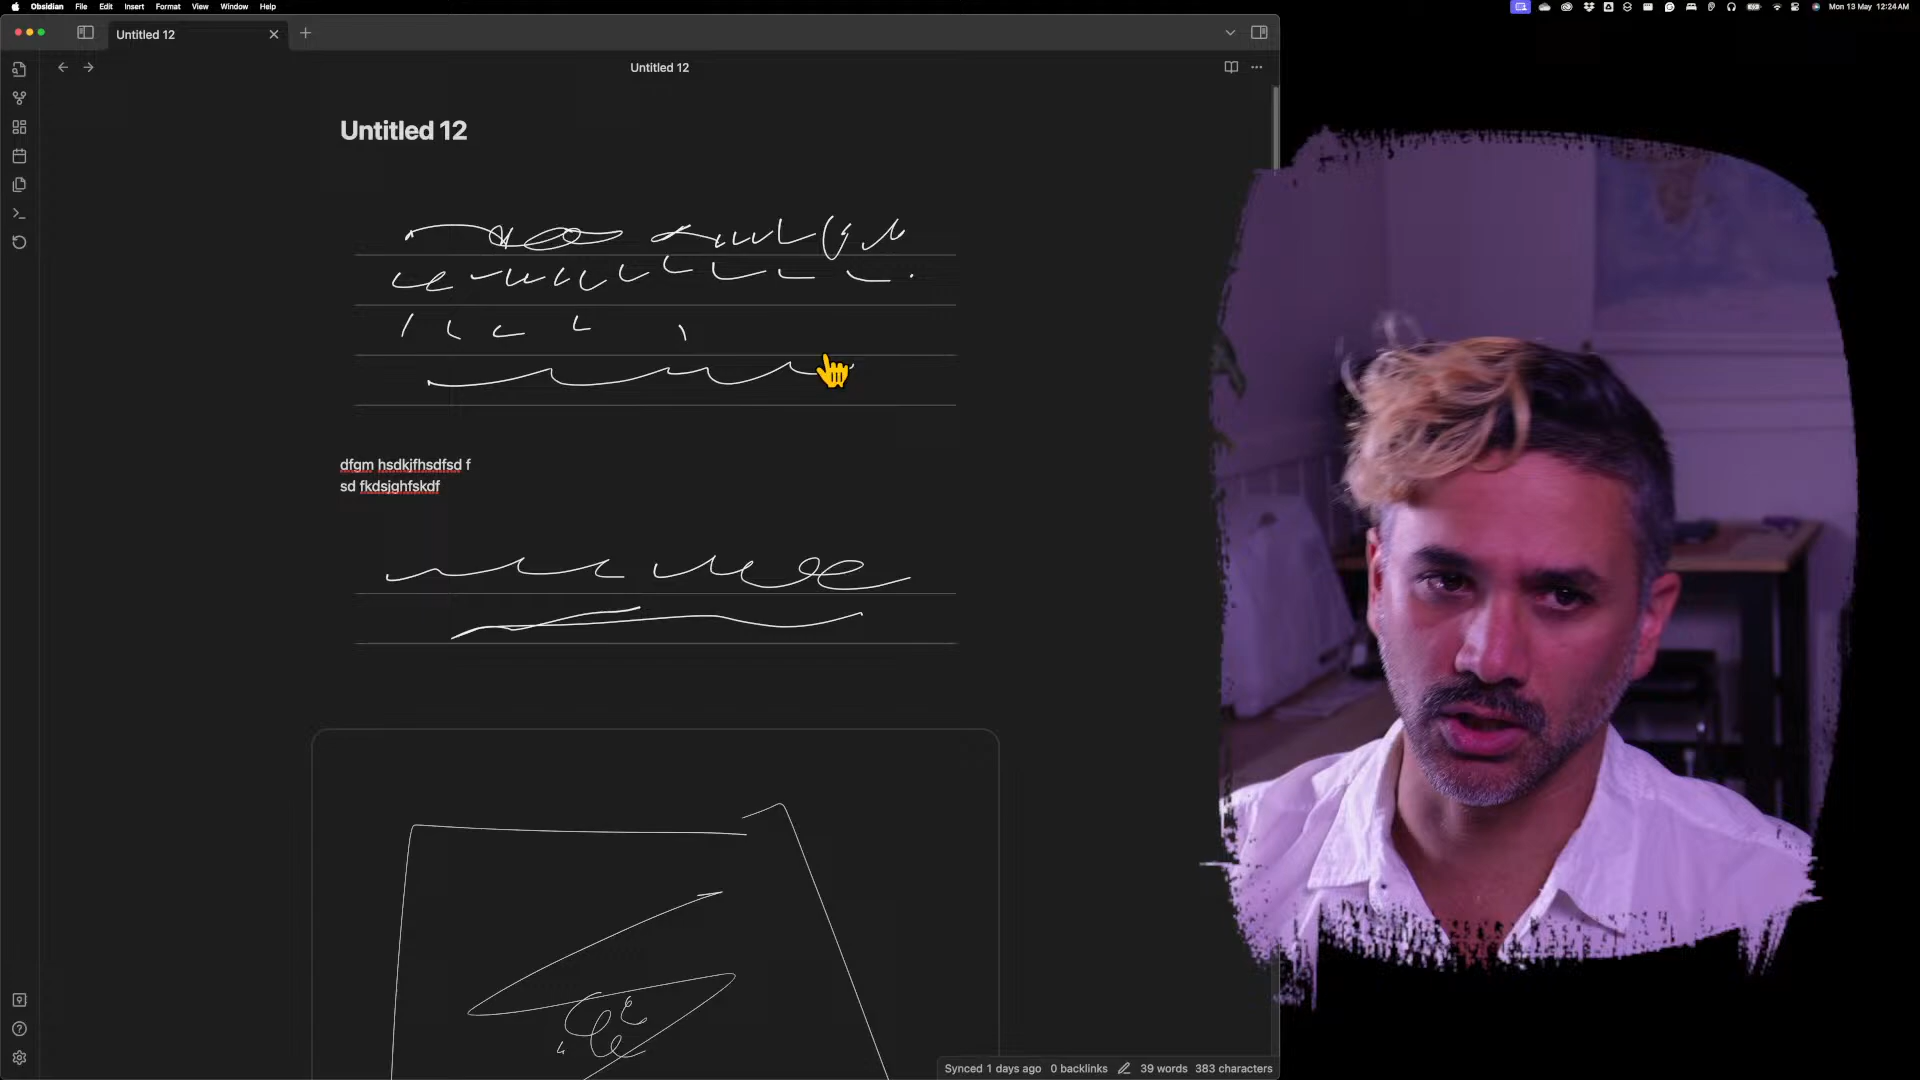 Obsidian File Edit Insert Format View Window Help
Mon 13 May 12:24 AM
Untitled 12
Untitled 12
Untitled 12
dfgm hsdkjfhsdfsd f
sd fkdsjghfskdf
Synced 1 days ago 0 backlinks 39 words 383 characters